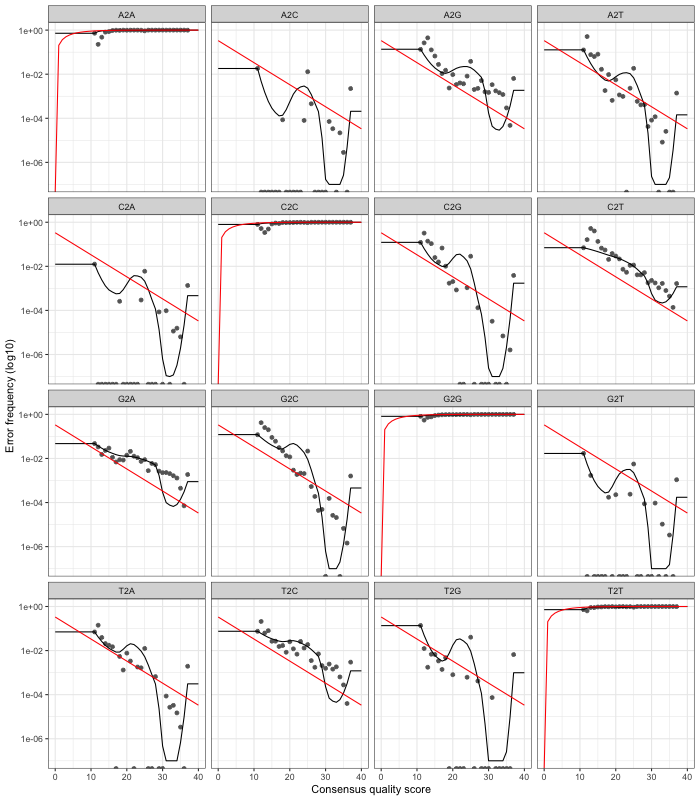 A2A A2C A2G A2T
1e+00
1e-02
1e-04
1e-06
C2A C2C C2G C2T
1e+00
1e-02
1e-04
1e-06
Error frequency (log10)
G2A G2C G2G G2T
1e+00
1e-02
1e-04
1e-06
T2A T2C T2G T2T
1e+00
1e-02
1e-04
1e-06
0 10 20 30 40 0 10 20 30 40 0 10 20 30 40 0 10 20 30 40
Consensus quality score